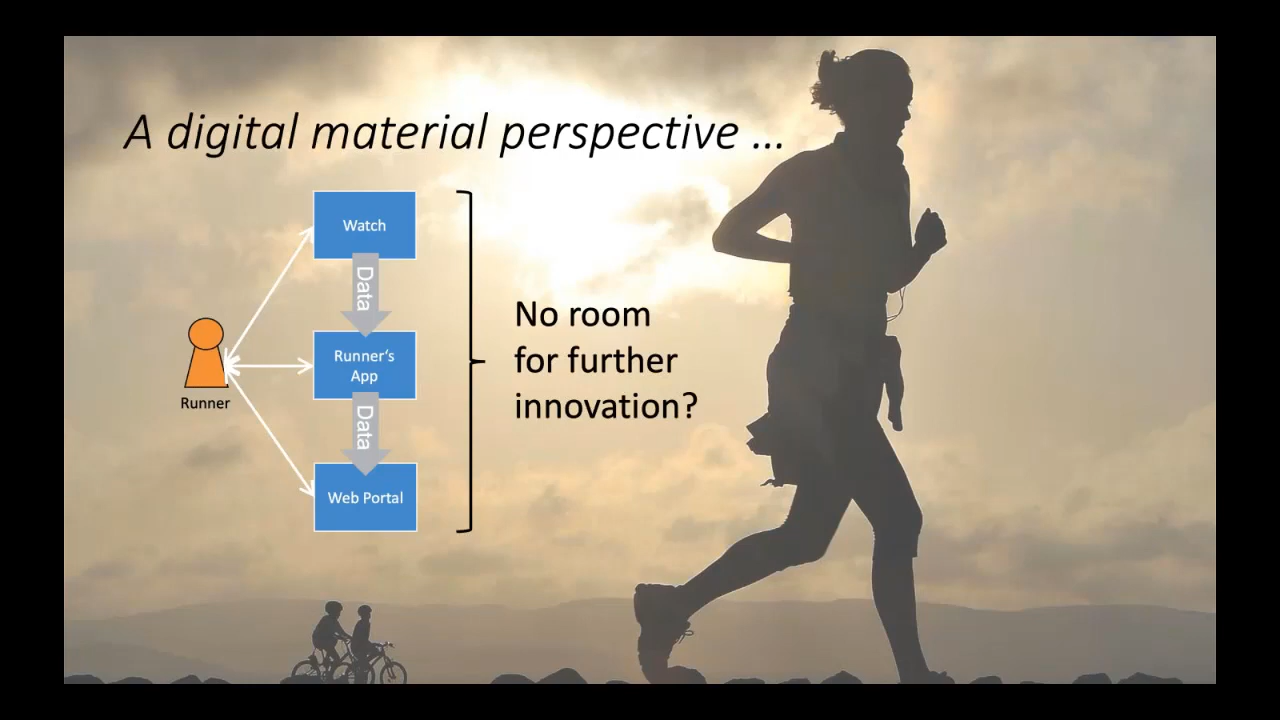 A digital material perspective ...
Watch
Data
Runner's
App
Runner
Data
Web Portal
No room
for further
innovation?